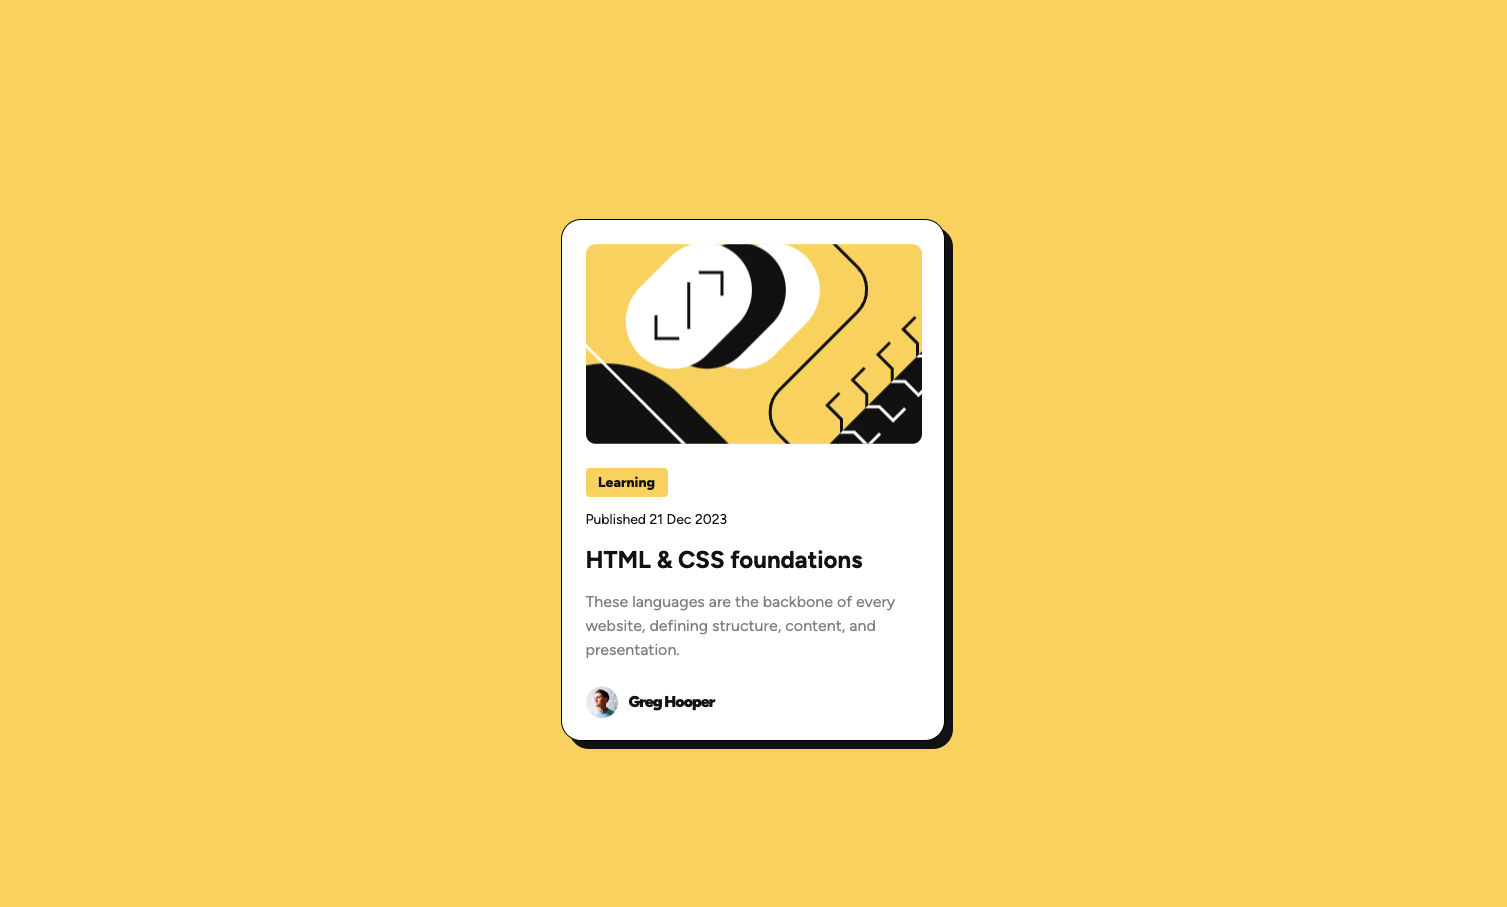 Learning
Published 21 Dec 2023
HTML & CSS foundations
These languages are the backbone of every
website, defining structure, content, and
presentation.
Greg Hooper